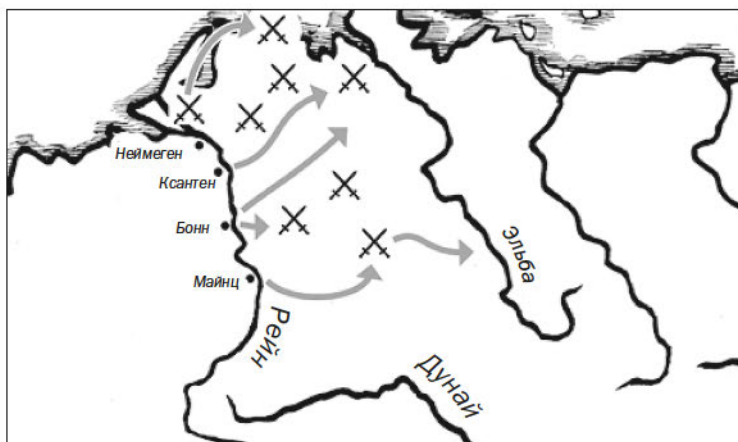 Неймеген
Ксантен
Бонн
Майнц
Рейн
Эльба
Дунай